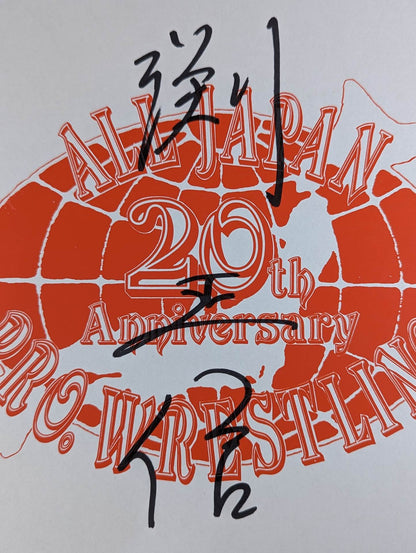 ALL JAPAN
20th
Anniversary
PRO. WRESTLING
渕正信